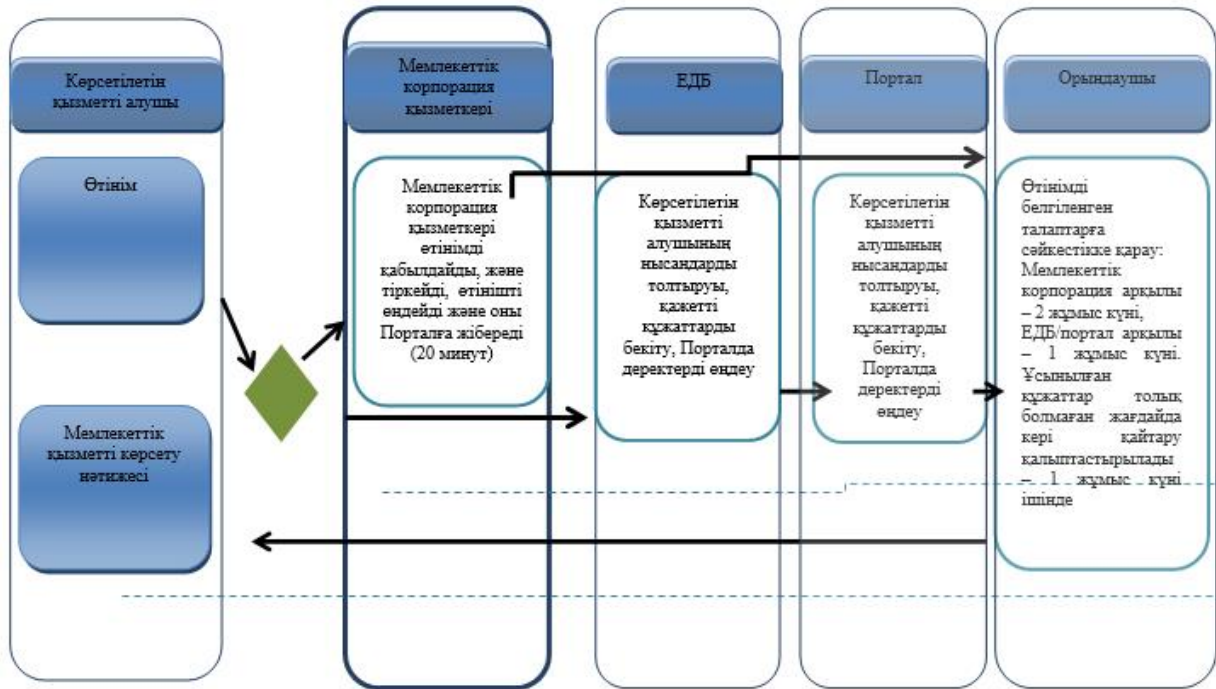 Көрсетілетін
қызметті алушы
Мемлекеттік
корпорация
қызметкері
ЕДБ
Портал
Орындаушы
Өтінім
Мемлекеттік
корпорация
қызметкері
өтінімді
қабылдайды, және
тіркейді, өтінішті
өңдейді және оны
Порталға жібереді
(20 минут)
Көрсетілетін
қызметті
алушының
нысандарды
толтыруы,
қажетті
құжаттарды
бекіту, Порталда
деректерді өңдеу
Көрсетілетін
қызметті
алушының
нысандарды
толтыруы,
қажетті
құжаттарды
бекіту,
Порталда
деректерді
өңдеу
Өтінімді
белгіленген
талаптарға
сәйкестікке қарау:
Мемлекеттік
корпорация арқылы
– 2 жұмыс күні,
ЕДБ/портал арқылы
– 1 жұмыс күні.
Ұсынылған
құжаттар толық
болмаған жағдайда
кері қайтару
қалыптастырылады
– 1 жұмыс күні
ішінде
Мемлекеттік
қызметті көрсету
нәтижесі